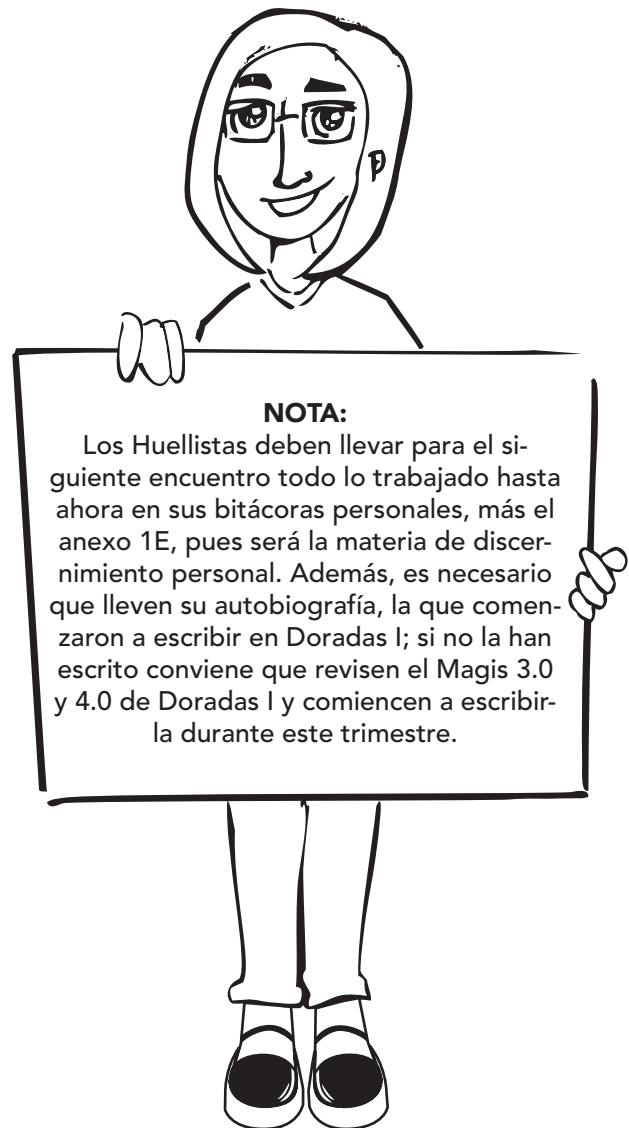 NOTA:
Los Huellistas deben llevar para el si-
guiente encuentro todo lo trabajado hasta
ahora en sus bitácoras personales, más el
anexo 1E, pues será la materia de discer-
nimiento personal. Además, es necesario
que lleven su autobiografía, la que comen-
zaron a escribir en Doradas I; si no la han
escrito conviene que revisen el Magis 3.0
y 4.0 de Doradas I y comiencen a escribir-
la durante este trimestre.